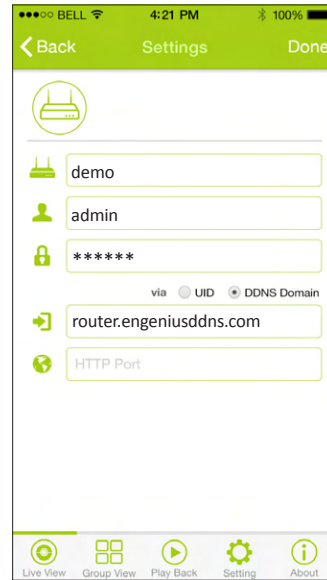 BELL 4:21 PM 100%
Back Settings Done
demo
admin
******
via UID DDNS Domain
router.engeniusddns.com
HTTP Port
Live View Group View Play Back Setting About